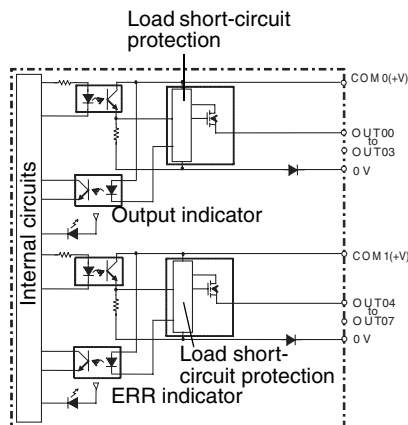 Load short-circuit
protection
COM 0(+V)
OUT00
to
OUT03
0 V
Internal circuits
Output indicator
COM 1(+V)
OUT04
to
OUT07
0 V
Load short-
circuit protection
ERR indicator